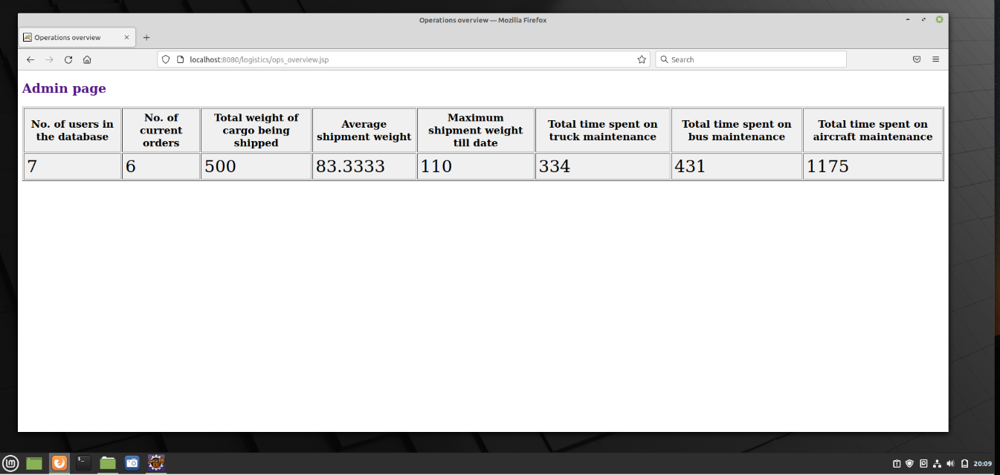 Operations overview — Mozilla Firefox
Operations overview
localhost:8080/logistics/ops_overview.jsp
Search
Admin page
No. of users in
the database
No. of
current
orders
Total weight of
cargo being
shipped
Average
shipment weight
Maximum
shipment weight
till date
Total time spent on
truck maintenance
Total time spent on
bus maintenance
Total time spent on
aircraft maintenance
7
6
500
83.3333
110
334
431
1175
Java EE
IDE
20:09